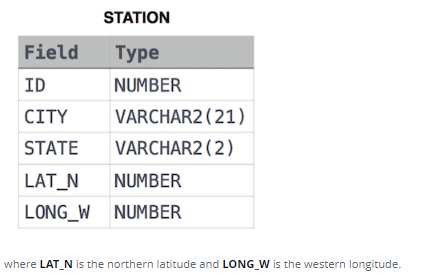 STATION
Field Type
ID NUMBER
CITY VARCHAR2(21)
STATE VARCHAR2(2)
LAT_N NUMBER
LONG_W NUMBER
where LAT_N is the northern latitude and LONG_W is the western longitude.